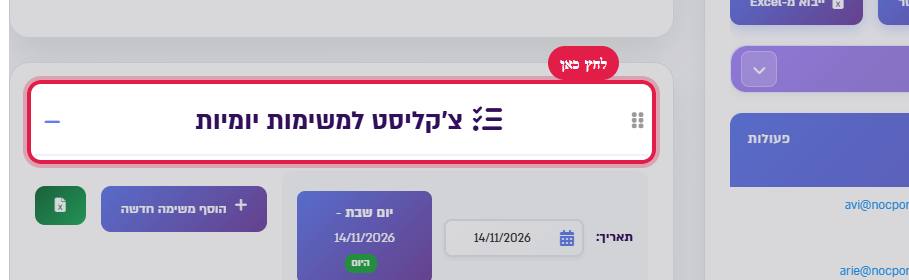 ייבוא מ-Excel
לחץ כאן
צ'קליסט למשימות יומיות
פעולות
תאריך:
14/11/2026
יום שבת -
14/11/2026
היום
הוסף משימה חדשה
avi@nocpor
arie@nocpor